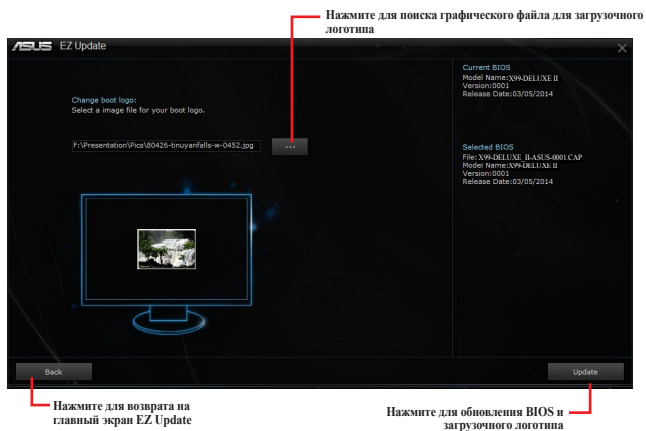 Нажмите для поиска графического файла для загрузочного
логотипа
ASUS EZ Update
Current BIOS
Model Name:X99-DELUXE II
Version:0001
Release Date:03/05/2014
Change boot logo:
Select a image file for your boot logo.
F:\Presentation\Pics\80426-tinuyanfalls-w-0452.jpg
...
Selected BIOS
File: X99-DELUXE_II-ASUS-0001.CAP
Model Name:X99-DELUXE II
Version:0001
Release Date:03/05/2014
Back
Update
Нажмите для возврата на
главный экран EZ Update
Нажмите для обновления BIOS и
загрузочного логотипа